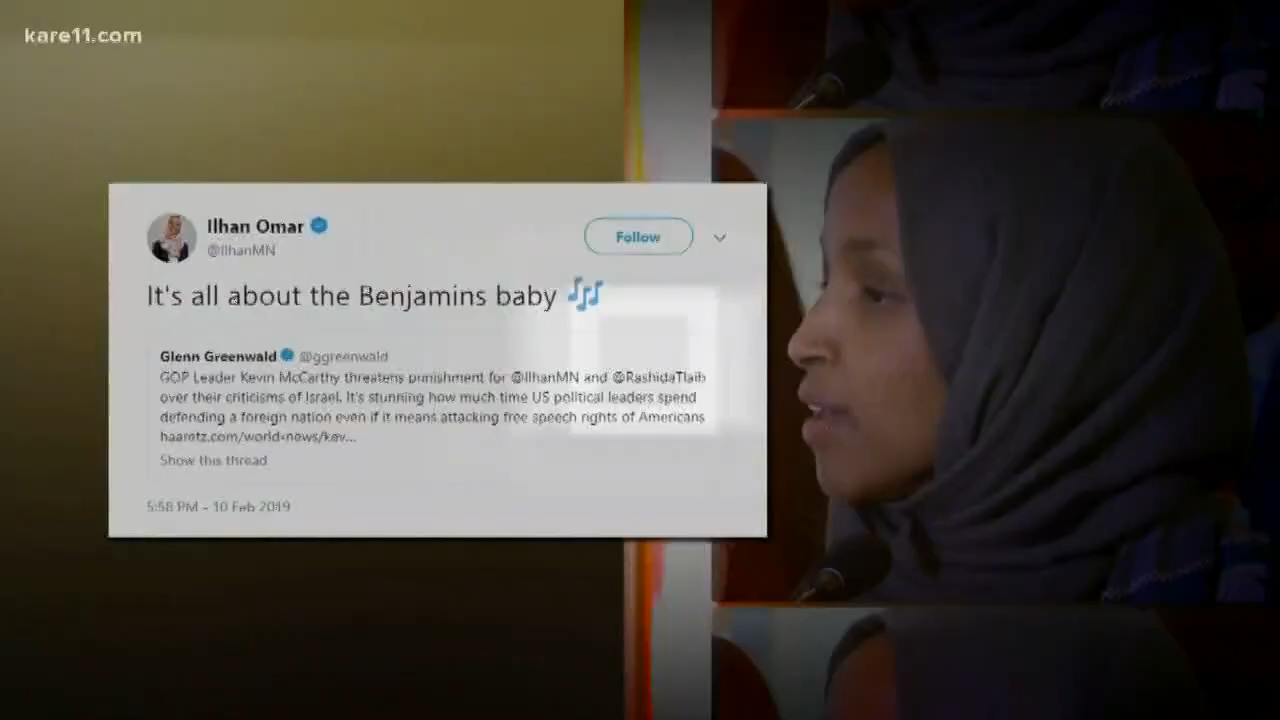 kare11.com
Ilhan Omar
@IlhanMN
Follow
It's all about the Benjamins baby 🎶
Glenn Greenwald @ggreenwald
GOP Leader Kevin McCarthy threatens punishment for @IlhanMN and @RashidaTlaib
over their criticisms of Israel. It's stunning how much time US political leaders spend
defending a foreign nation even if it means attacking free speech rights of Americans
haaretz.com/world-news/kev...
Show this thread
5:58 PM - 10 Feb 2019